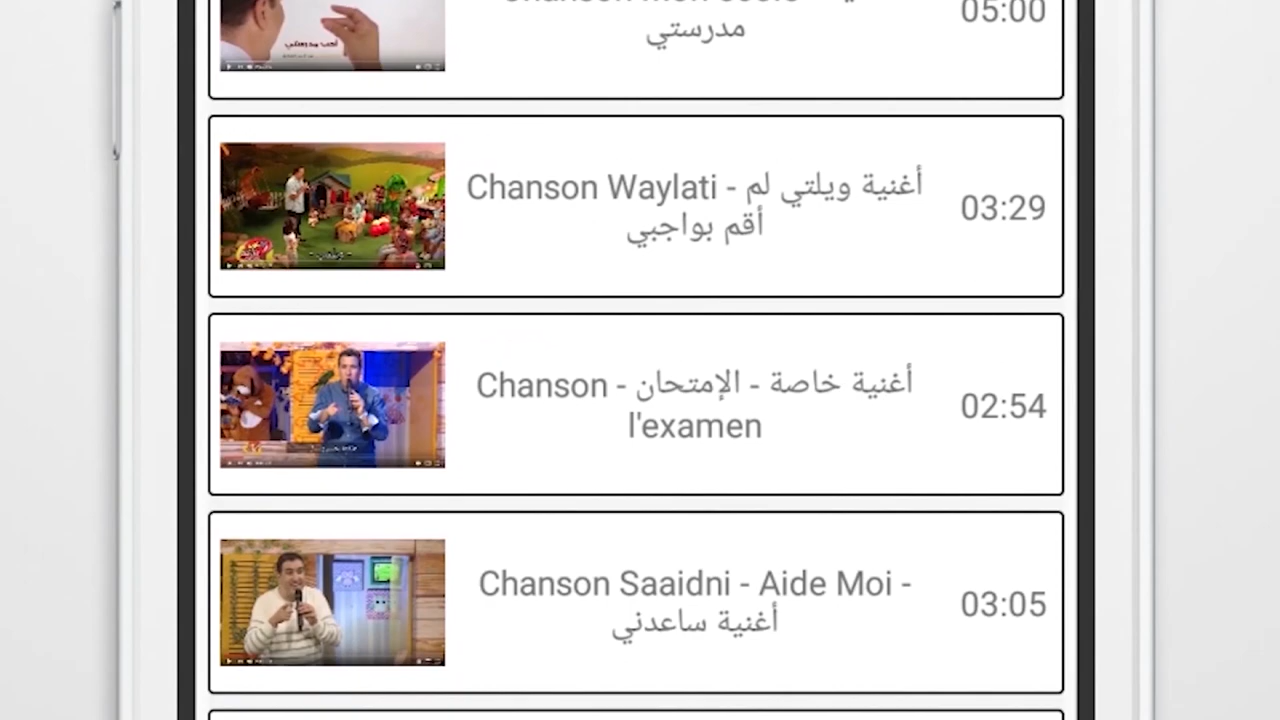 مدرستي
05:00
Chanson Waylati - أغنية ويلتي لم
أقم بواجبي
03:29
Chanson - أغنية خاصة - الإمتحان
l'examen
02:54
Chanson Saaidni - Aide Moi -
أغنية ساعدني
03:05